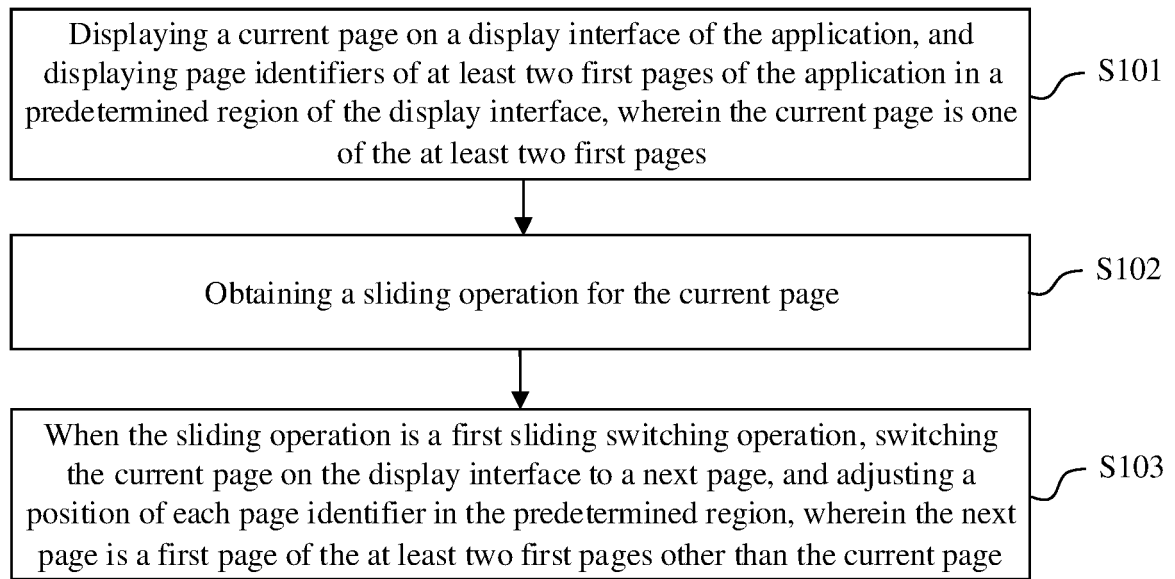 Displaying a current page on a display interface of the application, and
displaying page identifiers of at least two first pages of the application in a
predetermined region of the display interface, wherein the current page is one
of the at least two first pages
S101
Obtaining a sliding operation for the current page
S102
When the sliding operation is a first sliding switching operation, switching
the current page on the display interface to a next page, and adjusting a
position of each page identifier in the predetermined region, wherein the next
page is a first page of the at least two first pages other than the current page
S103